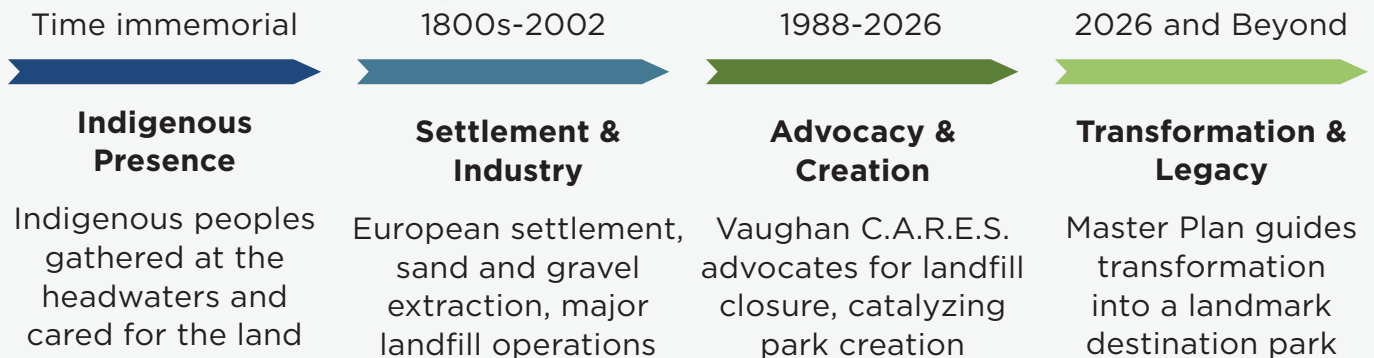 Time immemorial
Indigenous
Presence
Indigenous peoples
gathered at the
headwaters and
cared for the land
1800s-2002
Settlement &
Industry
European settlement,
sand and gravel
extraction, major
landfill operations
1988-2026
Advocacy &
Creation
Vaughan C.A.R.E.S.
advocates for landfill
closure, catalyzing
park creation
2026 and Beyond
Transformation &
Legacy
Master Plan guides
transformation
into a landmark
destination park